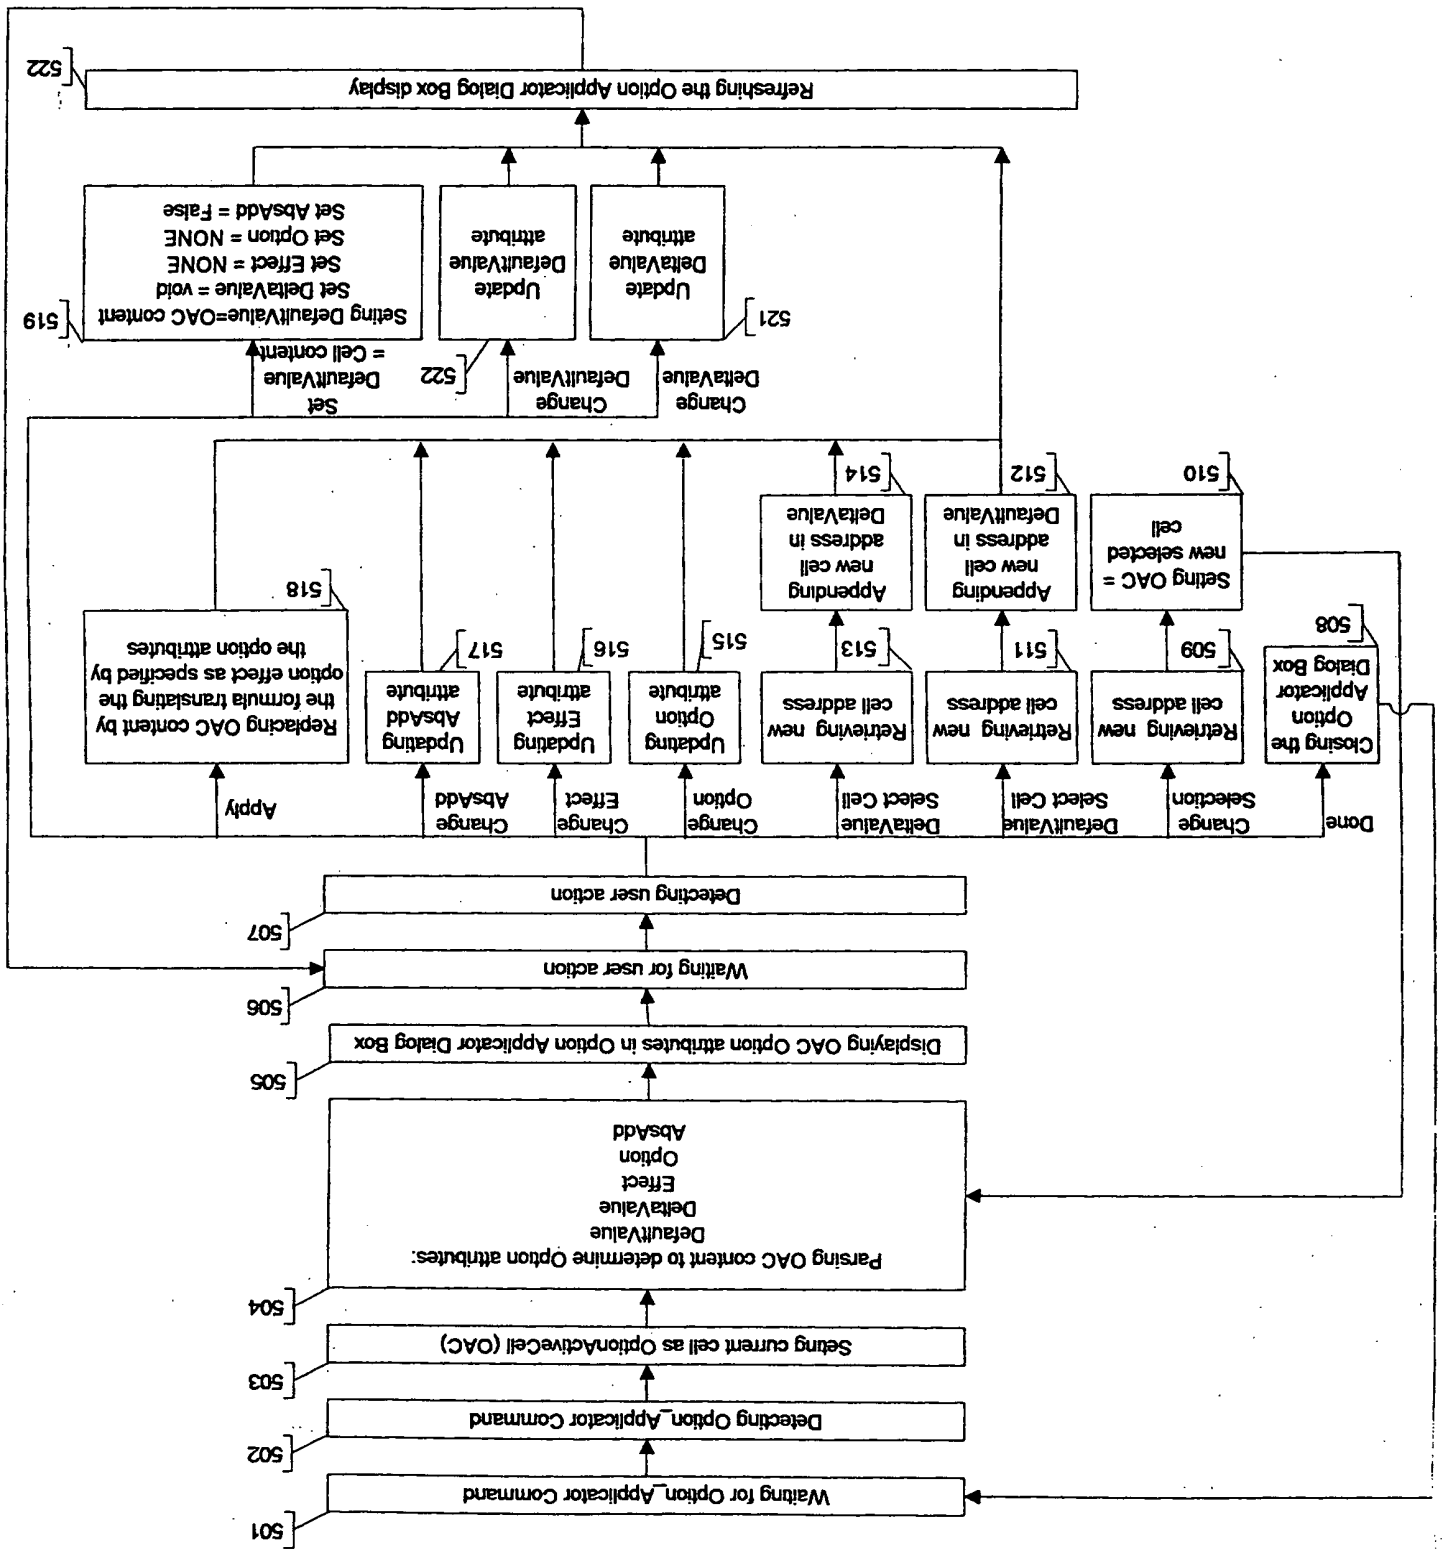 501
Waiting for Option_Applicator Command
502
Detecting Option_Applicator Command
503
Seting current cell as OptionActiveCell (OAC)
504
Parsing OAC content to determine Option attributes:
DefaultValue
DeltaValue
Effect
Option
AbsAdd
505
Displaying OAC Option attributes in Option Applicator Dialog Box
506
Waiting for user action
507
Detecting user action
Done
Change
Selection
DefaultValue
Select Cell
DeltaValue
Select Cell
Change
Option
Change
Effect
Change
AbsAdd
Apply
Closing the
Option
Applicator
Dialog Box
508
Retrieving new
cell address
509
Retrieving new
cell address
511
Retrieving new
cell address
513
Updating
Option
attribute
515
Updating
Effect
attribute
516
Updating
AbsAdd
attribute
517
Replacing OAC content by
the formula translating the
option effect as specified by
the option attributes
518
Seting OAC =
new selected
cell
510
Appending
new cell
address in
DefaultValue
512
Appending
new cell
address in
DeltaValue
514
Change
DeltaValue
Change
DefaultValue
Set
DefaultValue
= Cell content
521
Update
DeltaValue
attribute
522
Update
DefaultValue
attribute
519
Seting DefaultValue=OAC content
Set DeltaValue = void
Set Effect = NONE
Set Option = NONE
Set AbsAdd = False
Refreshing the Option Applicator Dialog Box display
522